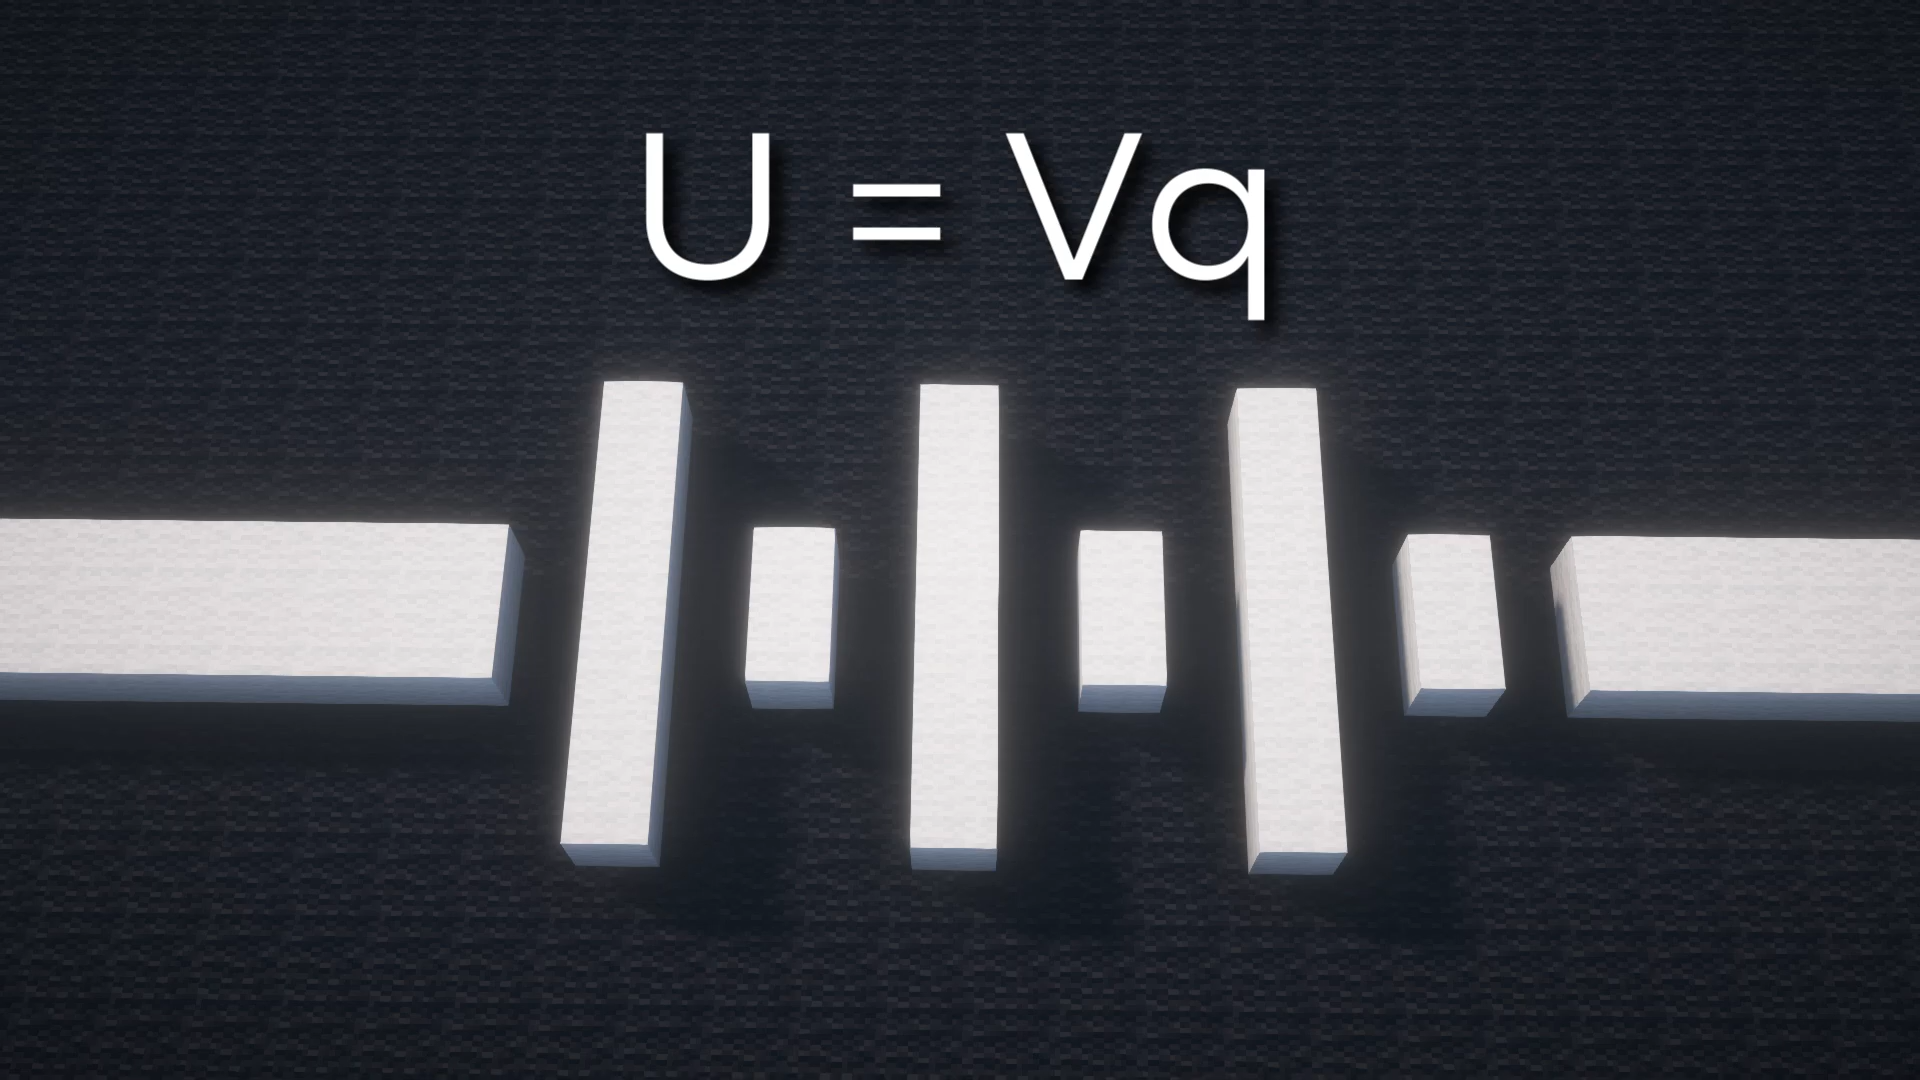 U = Vq